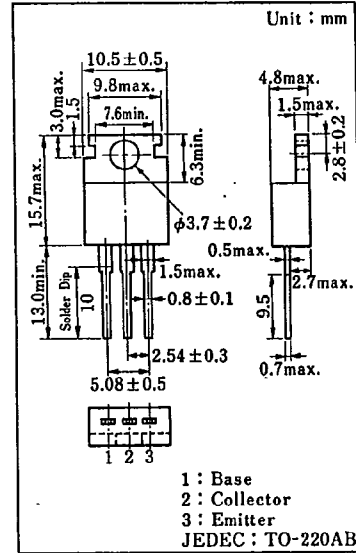 Unit : mm
10.5±0.5
9.8max.
7.6min.
3.0max.
1.5
6.3min.
15.7max.
φ3.7±0.2
13.0min.
Solder Dip
10
1.5max.
0.8±0.1
2.54±0.3
5.08±0.5
4.8max.
1.5max.
2.8±0.2
0.5max.
2.7max.
9.5
0.7max.
1 2 3
1 : Base
2 : Collector
3 : Emitter
JEDEC : TO-220AB